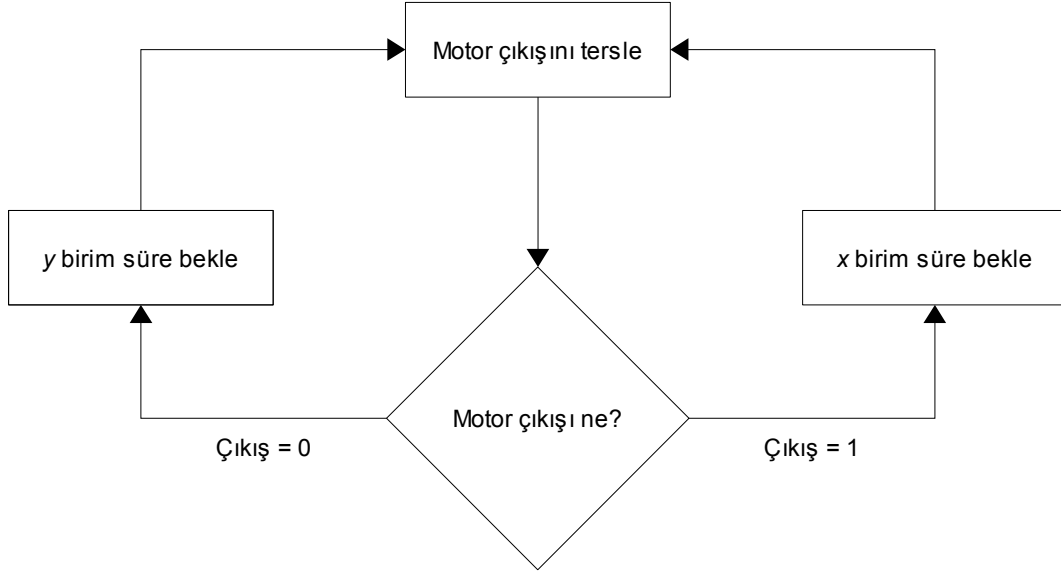 Motor çıkışını tersle
y birim süre bekle
x birim süre bekle
Motor çıkışı ne?
Çıkış = 0
Çıkış = 1